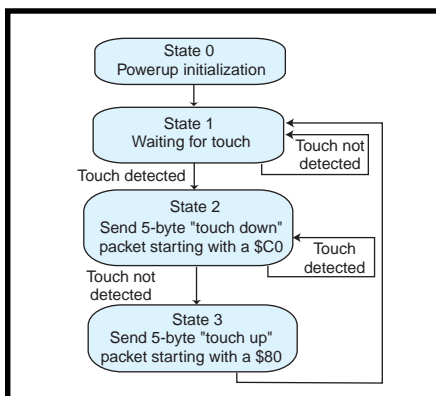 State 0
Powerup initialization
State 1
Waiting for touch
Touch not
detected
Touch detected
State 2
Send 5-byte "touch down"
packet starting with a $C0
Touch
detected
Touch not
detected
State 3
Send 5-byte "touch up"
packet starting with a $80